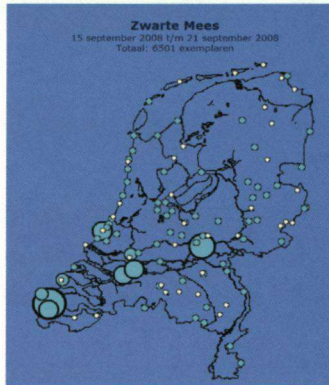 Zwarte Mees
15 september 2008 t/m 21 september 2008
Totaal: 6501 exemplaren